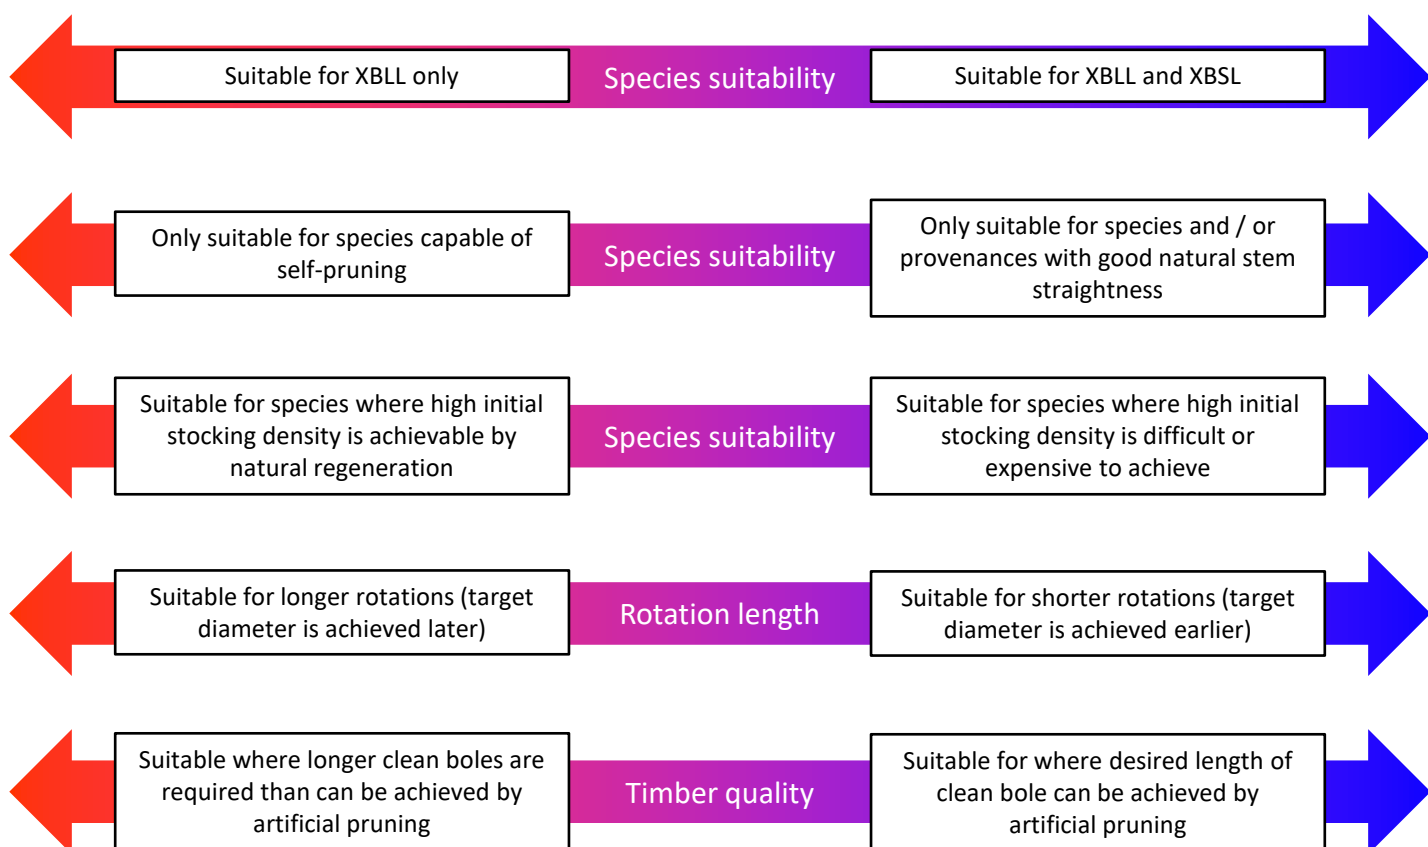 Suitable for XBLL only
Species suitability
Suitable for XBLL and XBSL
Only suitable for species capable of
self-pruning
Species suitability
Only suitable for species and / or
provenances with good natural stem
straightness
Suitable for species where high initial
stocking density is achievable by
natural regeneration
Species suitability
Suitable for species where high initial
stocking density is difficult or
expensive to achieve
Suitable for longer rotations (target
diameter is achieved later)
Rotation length
Suitable for shorter rotations (target
diameter is achieved earlier)
Suitable where longer clean boles are
required than can be achieved by
artificial pruning
Timber quality
Suitable for where desired length of
clean bole can be achieved by
artificial pruning